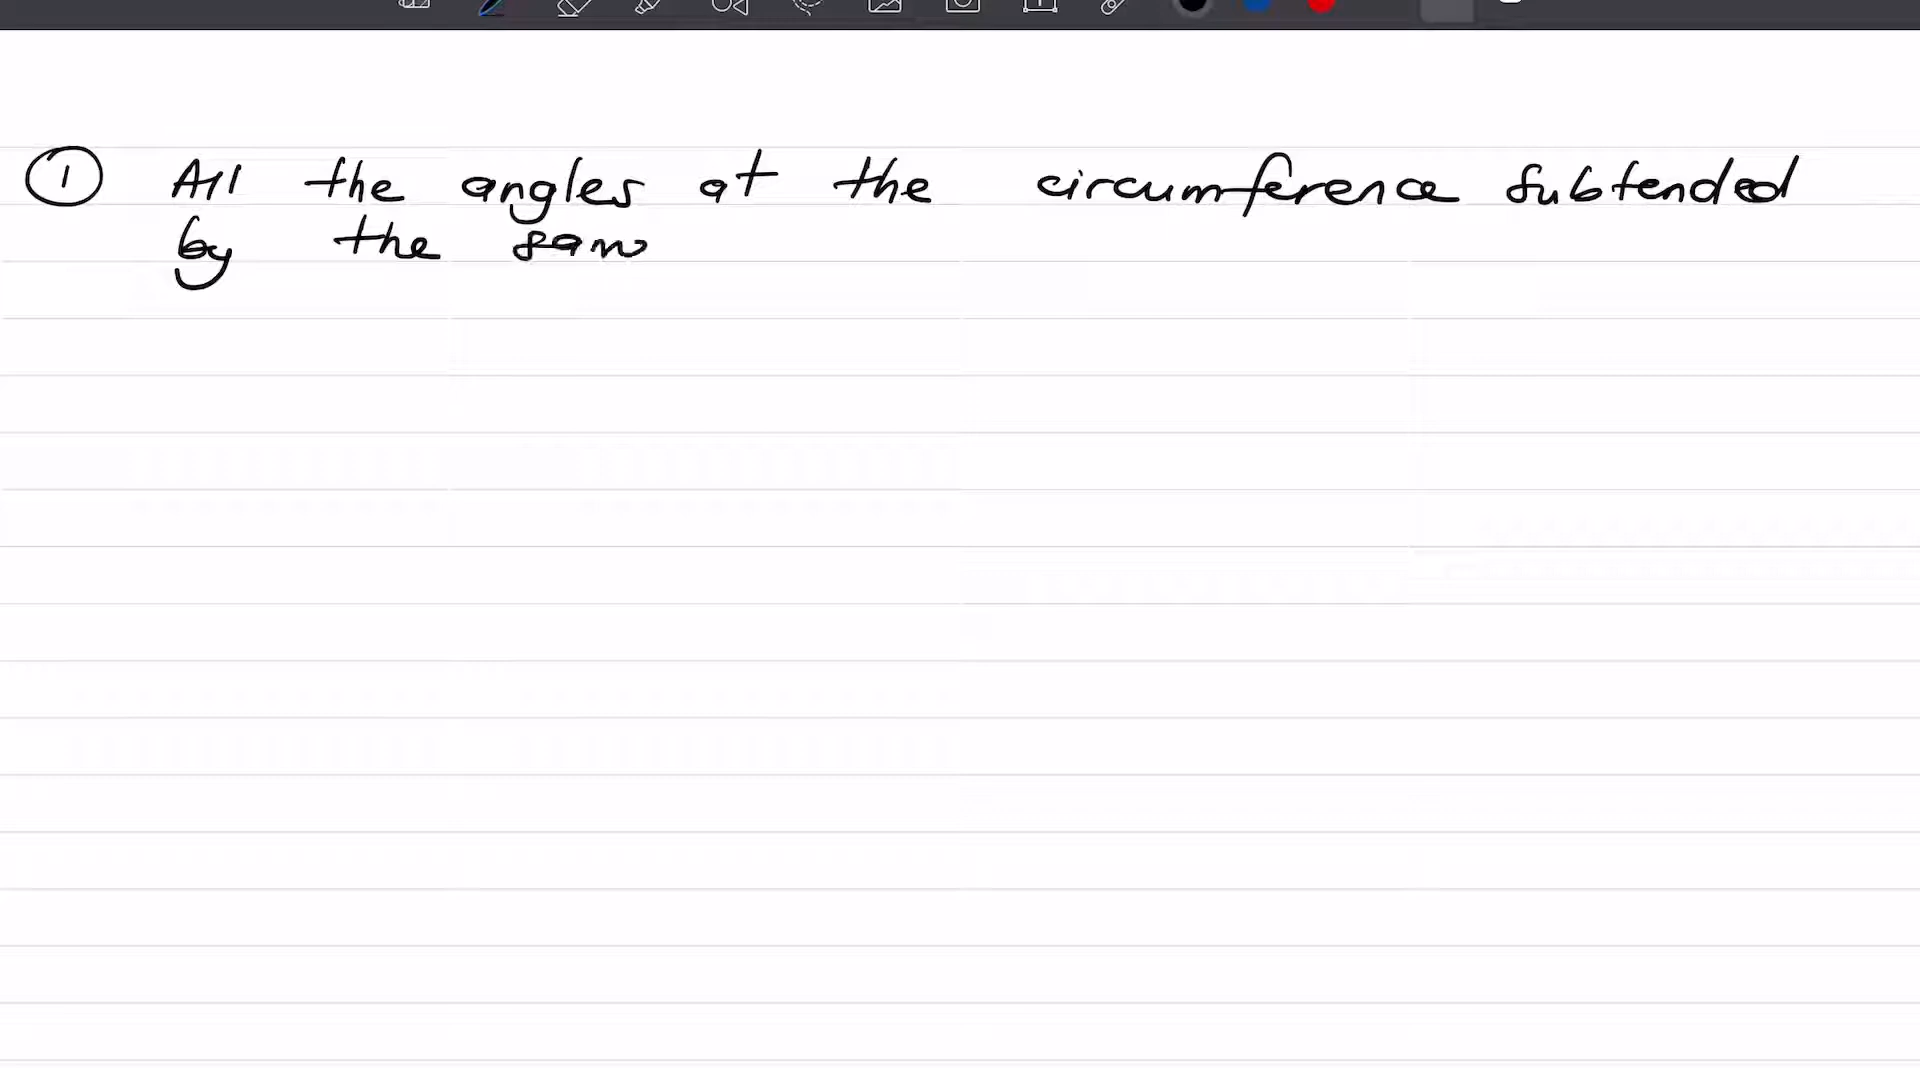 ① All the angles at the circumference subtended
by the sam